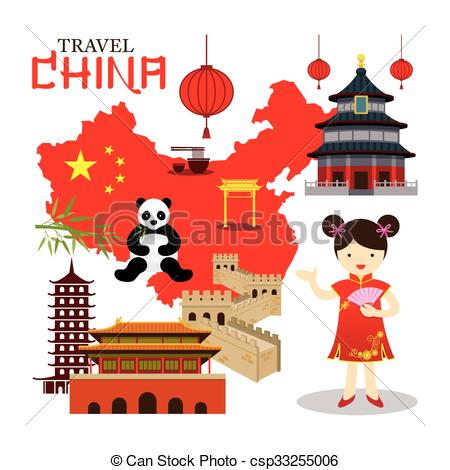 TRAVEL
CHINA
© Can Stock Photo - csp33255006